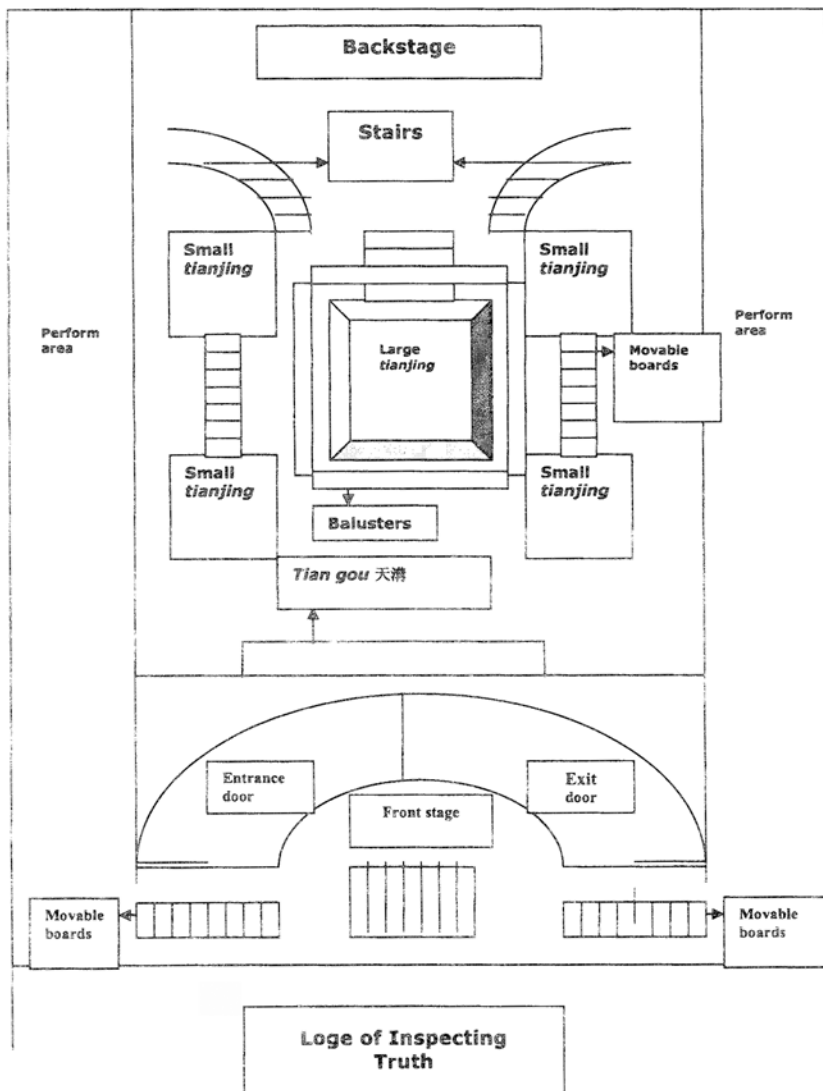 Backstage
Stairs
Small
tianjing
Small
tianjing
Perform
area
Large
tianjing
Perform
area
Movable
boards
Small
tianjing
Small
tianjing
Balusters
Tian gou 天溝
Entrance
door
Exit
door
Front stage
Movable
boards
Movable
boards
Loge of Inspecting
Truth